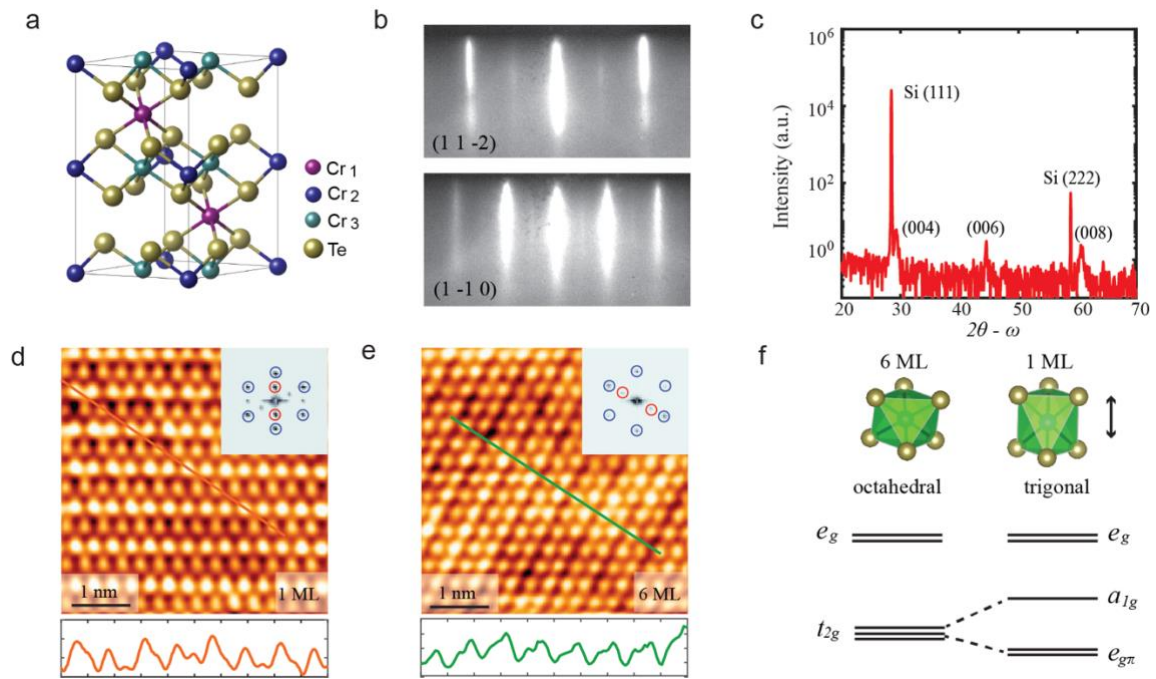 a
Cr1
Cr2
Cr3
Te
b
(1 1 -2)
(1 -1 0)
c
10^6
10^4
10^2
10^0
Intensity (a.u.)
Si (111)
(004)
(006)
Si (222)
(008)
20 30 40 50 60 70
2θ - ω
d
1 nm
1 ML
e
1 nm
6 ML
f
6 ML 1 ML
octahedral trigonal
eg eg
a1g
t2g
egπ